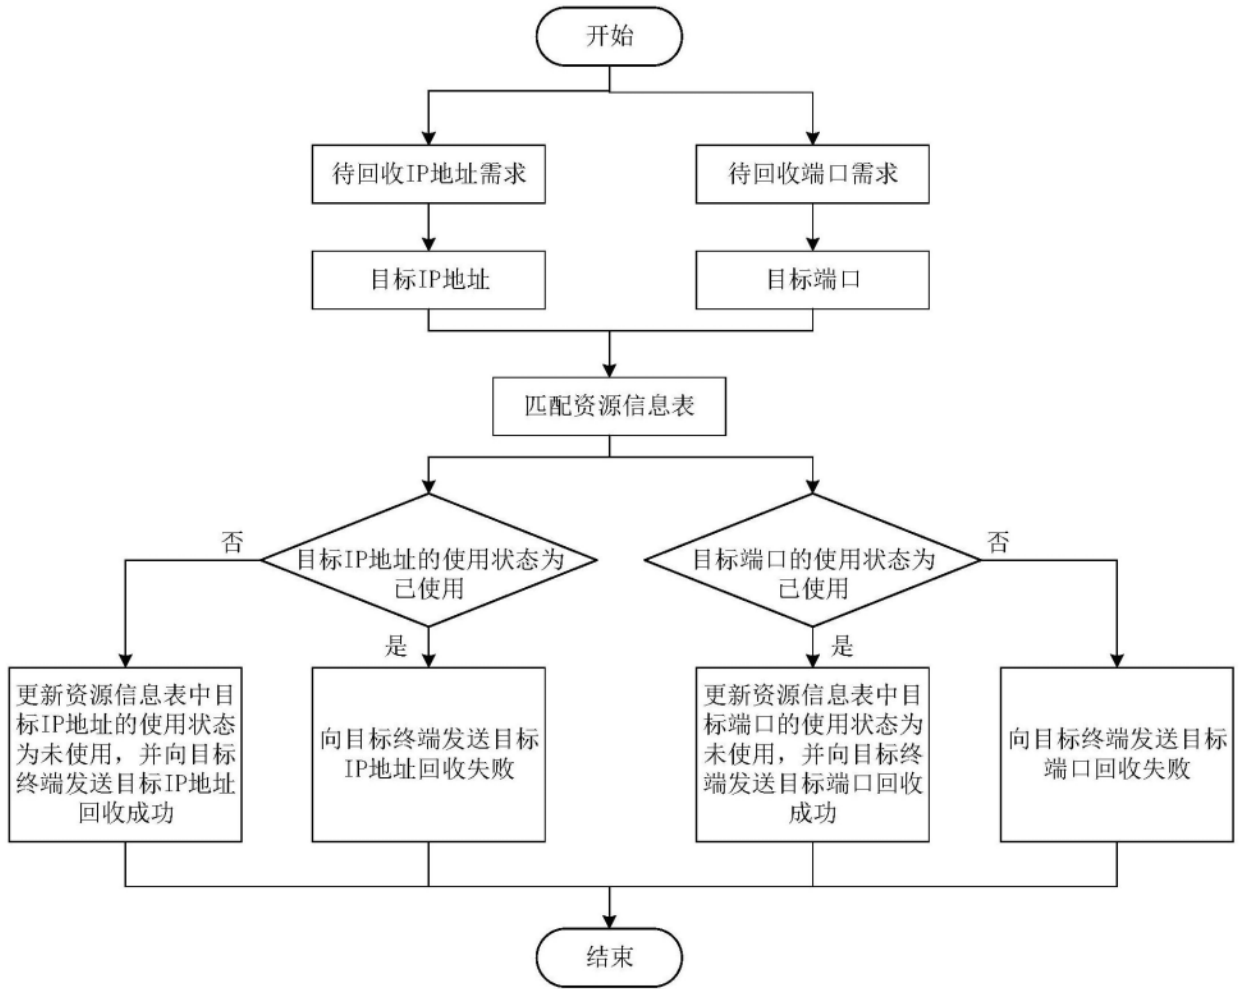 开始
待回收IP地址需求
待回收端口需求
目标IP地址
目标端口
匹配资源信息表
否
目标IP地址的使用状态为
已使用
目标端口的使用状态为
已使用
否
是
是
更新资源信息表中目
标IP地址的使用状态
为未使用，并向目标
终端发送目标IP地址
回收成功
向目标终端发送目标
IP地址回收失败
更新资源信息表中目
标端口的使用状态为
未使用，并向目标终
端发送目标端口回收
成功
向目标终端发送目标
端口回收失败
结束